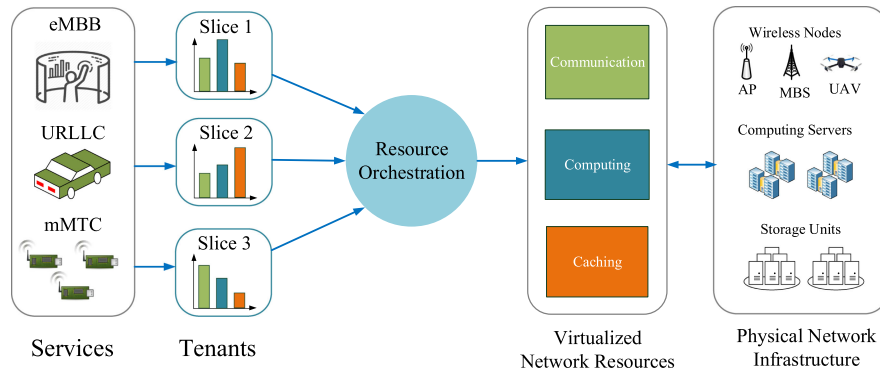 eMBB
URLLC
mMTC
Services
Slice 1
Slice 2
Slice 3
Tenants
Resource
Orchestration
Communication
Computing
Caching
Virtualized
Network Resources
Wireless Nodes
AP
MBS
UAV
Computing Servers
Storage Units
Physical Network
Infrastructure